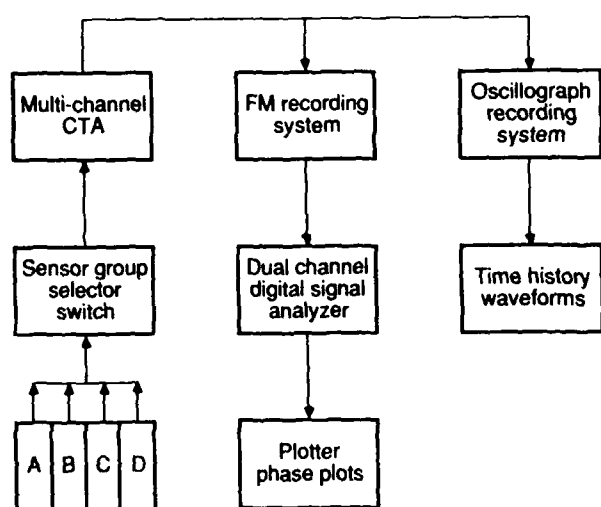 Multi-channel
CTA
FM recording
system
Oscillograph
recording
system
Sensor group
selector
switch
Dual channel
digital signal
analyzer
Time history
waveforms
A B C D
Plotter
phase plots